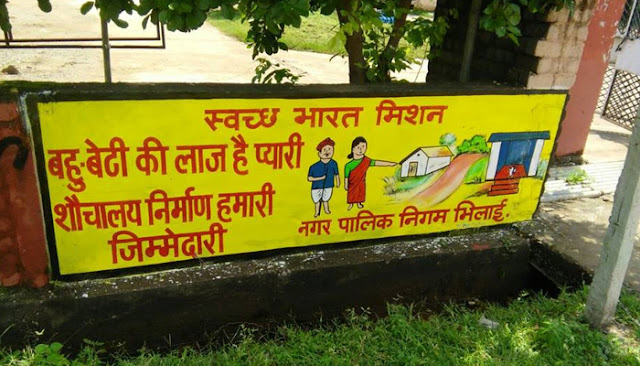 स्वच्छ भारत मिशन
बहु-बेटी की लाज है प्यारी
शौचालय निर्माण हमारी
जिम्मेदारी
नगर पालिक निगम भिलाई.